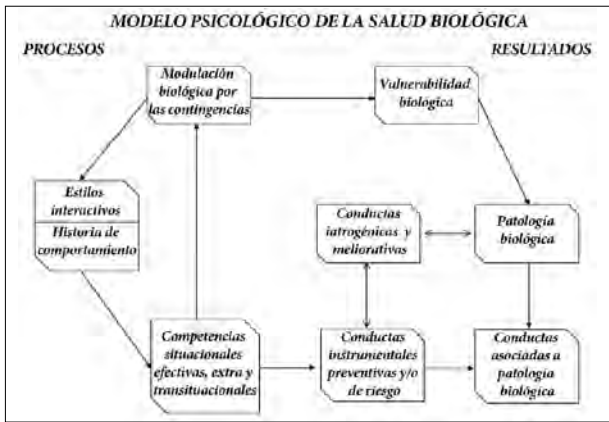 MODELO PSICOLÓGICO DE LA SALUD BIOLÓGICA
PROCESOS
RESULTADOS
Modulación
biológica por
las contingencias
Vulnerabilidad
biológica
Estilos
interactivos
Historia de
comportamiento
Conductas
iatrogénicas y
meliorativas
Patología
biológica
Competencias
situacionales
efectivas, extra y
transituacionales
Conductas
instrumentales
preventivas y/o
de riesgo
Conductas
asociadas a
patología
biológica